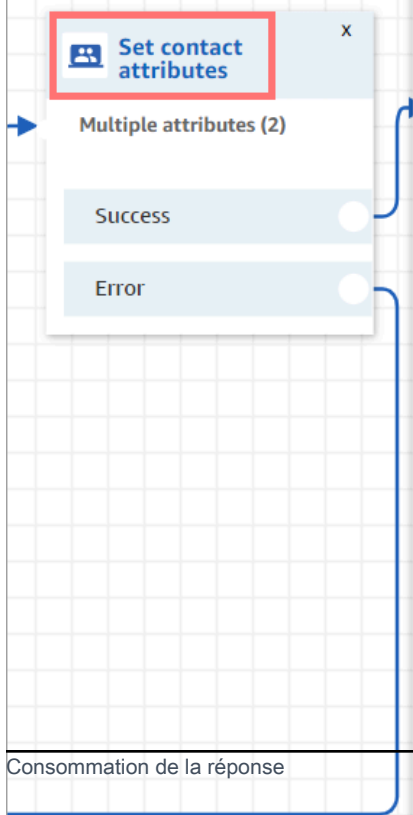 Set contact
attributes
x
Multiple attributes (2)
Success
Error
Consommation de la réponse